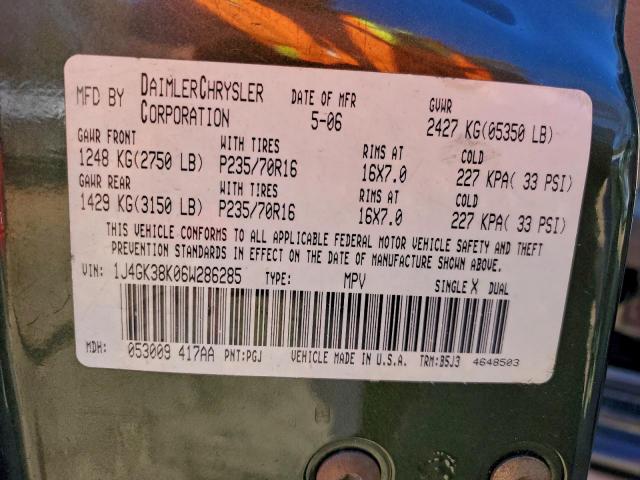 MFD BY DAIMLERCHRYSLER CORPORATION DATE OF MFR 5-06 GVWR 2427 KG(05350 LB)
GAWR FRONT WITH TIRES RIMS AT COLD
1248 KG(2750 LB) P235/70R16 16X7.0 227 KPA( 33 PSI)
GAWR REAR WITH TIRES RIMS AT COLD
1429 KG(3150 LB) P235/70R16 16X7.0 227 KPA( 33 PSI)
THIS VEHICLE CONFORMS TO ALL APPLICABLE FEDERAL MOTOR VEHICLE SAFETY AND THEFT
PREVENTION STANDARDS IN EFFECT ON THE DATE OF MANUFACTURE SHOWN ABOVE.
VIN: 1J4GK38K06W286285 TYPE: MPV SINGLE X DUAL
MDH: 053009 417AA PNT:PGJ VEHICLE MADE IN U.S.A. TRM:B5J3 4648503